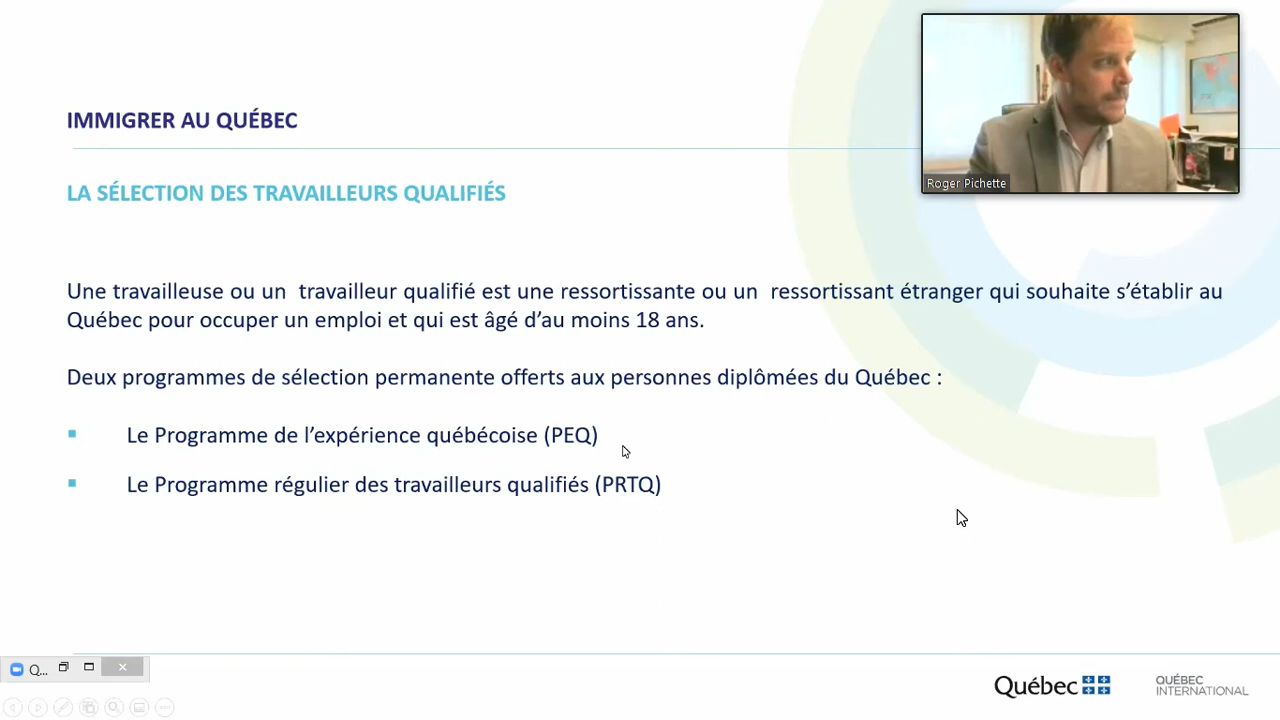 IMMIGRER AU QUÉBEC
Roger Pichette
LA SÉLECTION DES TRAVAILLEURS QUALIFIÉS
Une travailleuse ou un travailleur qualifié est une ressortissante ou un ressortissant étranger qui souhaite s’établir au
Québec pour occuper un emploi et qui est âgé d’au moins 18 ans.
Deux programmes de sélection permanente offerts aux personnes diplômées du Québec :
Le Programme de l’expérience québécoise (PEQ)
Le Programme régulier des travailleurs qualifiés (PRTQ)
Q...
Québec
QUÉBEC
INTERNATIONAL